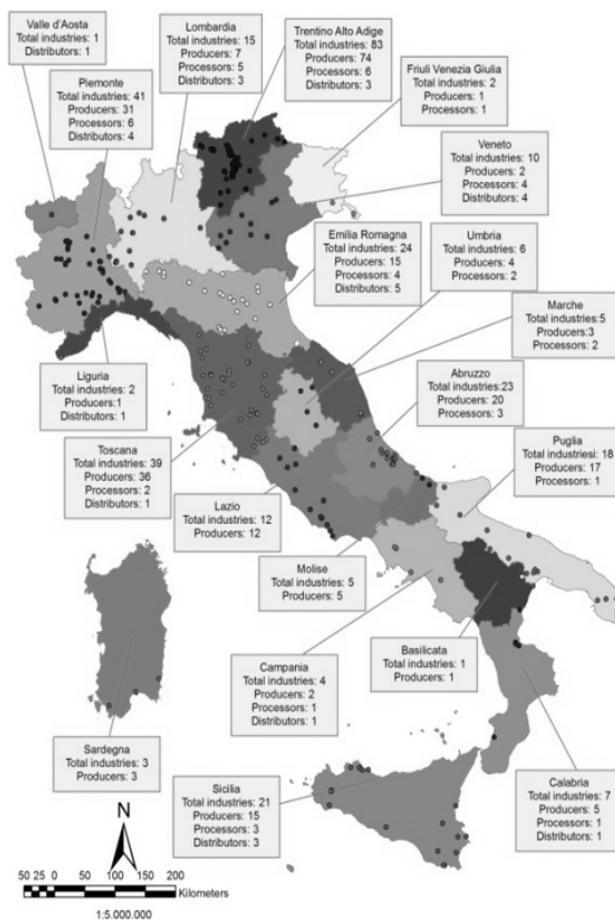 Valle d'Aosta
Total industries: 1
Distributors: 1
Lombardia
Total industries: 15
Producers: 7
Processors: 5
Distributors: 3
Trentino Alto Adige
Total industries: 83
Producers: 74
Processors: 6
Distributors: 3
Piemonte
Total industries: 41
Producers: 31
Processors: 6
Distributors: 4
Friuli Venezia Giulia
Total industries: 2
Producers: 1
Processors: 1
Veneto
Total industries: 10
Producers: 2
Processors: 4
Distributors: 4
Emilia Romagna
Total industries: 24
Producers: 15
Processors: 4
Distributors: 5
Umbria
Total industries: 6
Producers: 4
Processors: 2
Marche
Total industries:5
Producers:3
Processors: 2
Liguria
Total industries: 2
Producers:1
Distributors: 1
Abruzzo
Total industries:23
Producers: 20
Processors: 3
Toscana
Total industries: 39
Producers: 36
Processors: 2
Distributors: 1
Puglia
Total industriesi: 18
Producers: 17
Processors: 1
Lazio
Total industries: 12
Producers: 12
Molise
Total industries: 5
Producers: 5
Basilicata
Total industries: 1
Producers: 1
Campania
Total industries: 4
Producers: 2
Processors: 1
Distributors: 1
Sardegna
Total industries: 3
Producers: 3
Sicilia
Total industries: 21
Producers: 15
Processors: 3
Distributors: 3
Calabria
Total industries: 7
Producers: 5
Processors: 1
Distributors: 1
N
50 25 0 50 100 150 200
Kilometers
1:5.000.000